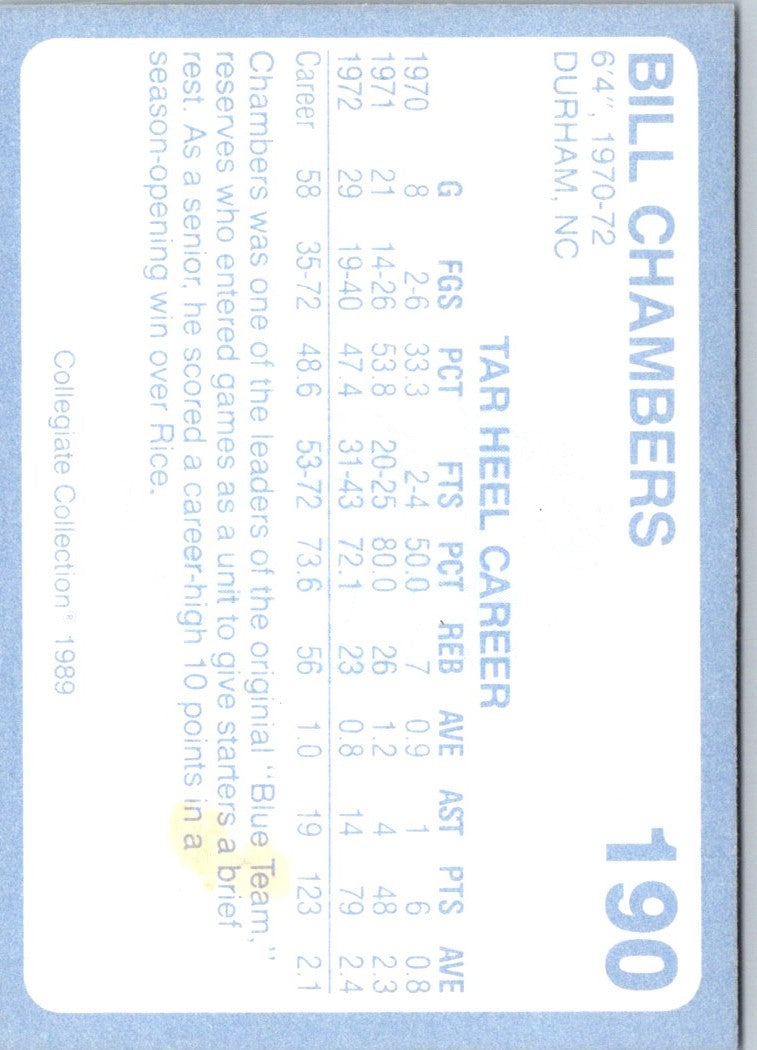 BILL CHAMBERS 190
6'4", 1970-72
DURHAM, NC
TAR HEEL CAREER
G FGS PCT FTS PCT REB AVE AST PTS AVE
1970 8 2-6 33.3 2-4 50.0 7 0.9 1 6 0.8
1971 21 14-26 53.8 20-25 80.0 26 1.2 4 48 2.3
1972 29 19-40 47.4 31-43 72.1 23 0.8 14 79 2.4
Career 58 35-72 48.6 53-72 73.6 56 1.0 19 123 2.1
Chambers was one of the leaders of the originial "Blue Team,"
reserves who entered games as a unit to give starters a brief
rest. As a senior, he scored a career-high 10 points in a
season-opening win over Rice.
Collegiate Collection® 1989